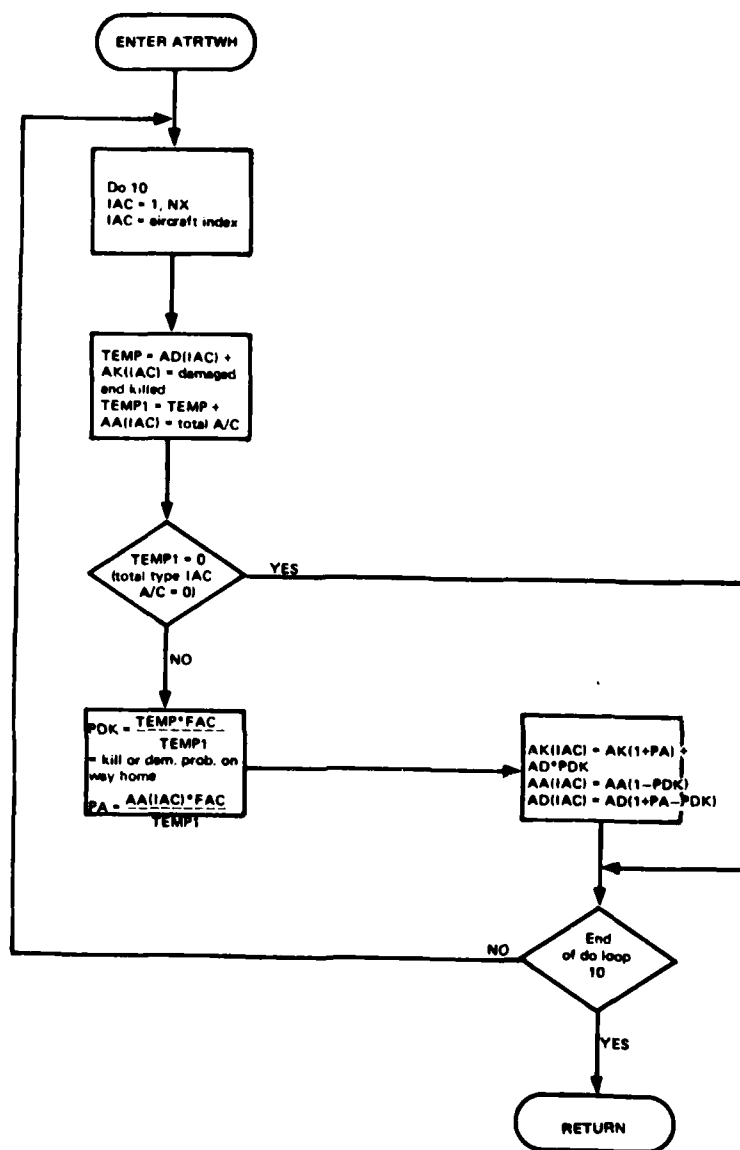 ENTER ATRTWH
Do 10
IAC = 1, NX
IAC = aircraft index
TEMP = AD(IAC) +
AK(IAC) = damaged
and killed
TEMP1 = TEMP +
AA(IAC) = total A/C
TEMP1 = 0
(total type IAC
A/C = 0)
YES
NO
PDK = TEMP*FAC
TEMP1
= kill or dam. prob. on
way home
PA = AA(IAC)*FAC
TEMP1
AK(IAC) = AK(1+PA) +
AD*PDK
AA(IAC) = AA(1-PDK)
AD(IAC) = AD(1+PA-PDK)
End
of do loop
10
NO
YES
RETURN